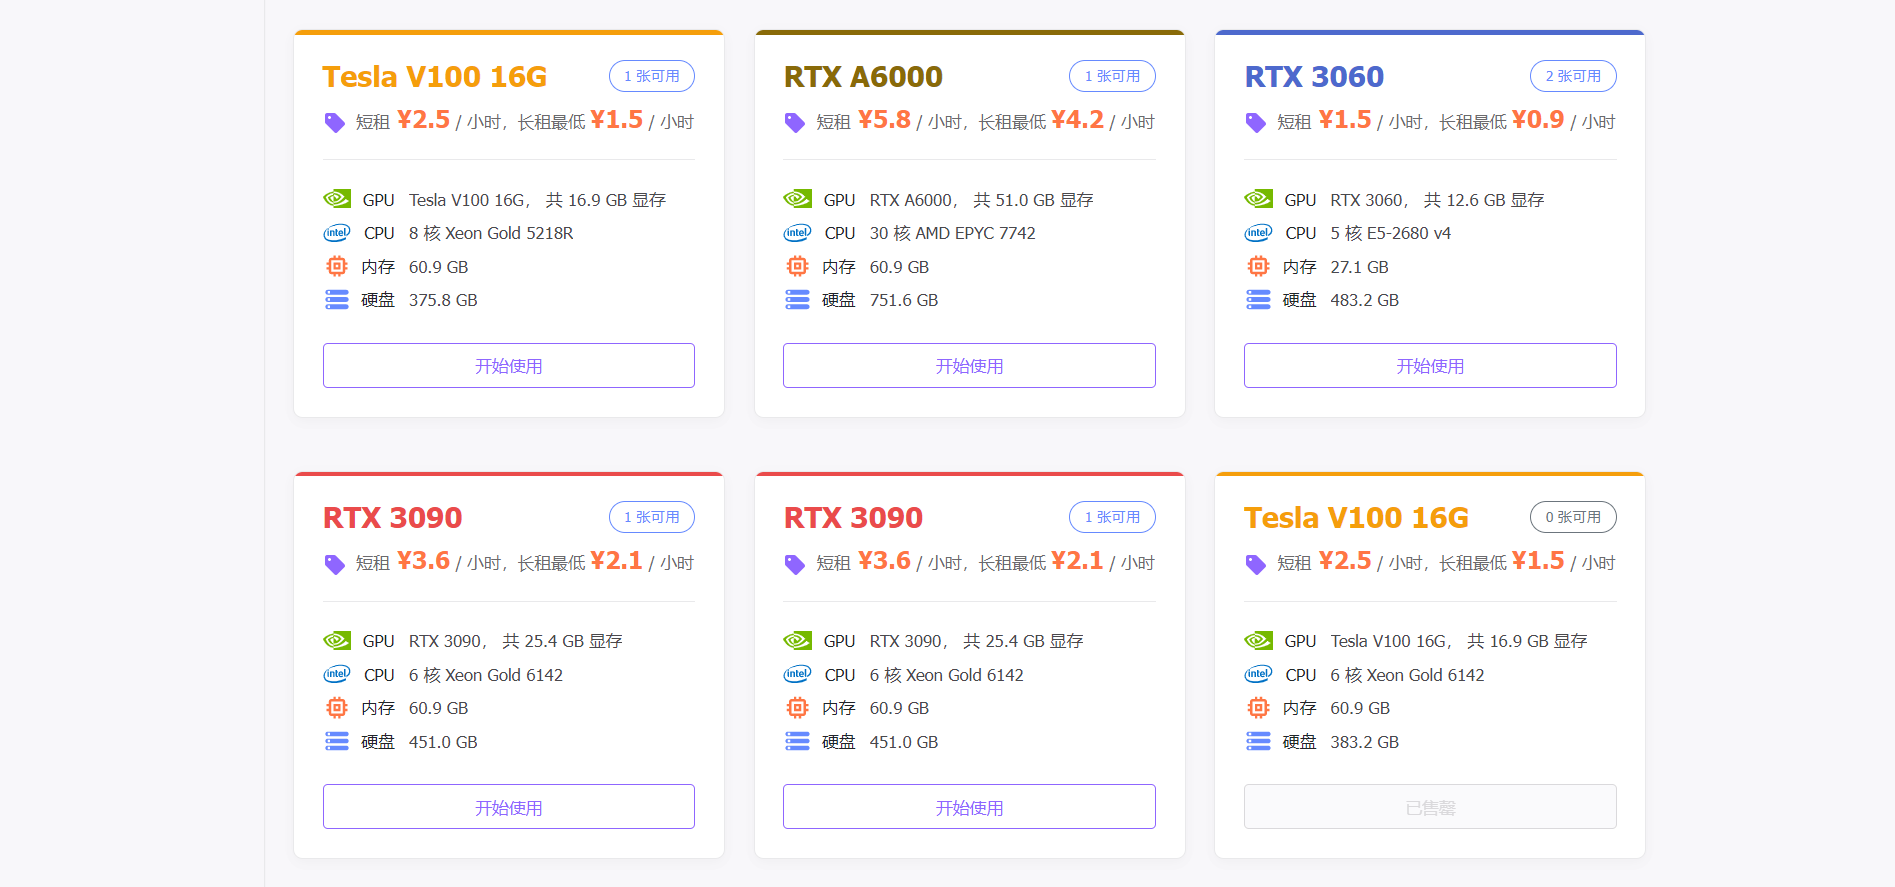 Tesla V100 16G
1 张可用
短租 ¥2.5 / 小时，长租最低 ¥1.5 / 小时
GPU Tesla V100 16G， 共 16.9 GB 显存
intel CPU 8 核 Xeon Gold 5218R
内存 60.9 GB
硬盘 375.8 GB
开始使用
RTX A6000
1 张可用
短租 ¥5.8 / 小时，长租最低 ¥4.2 / 小时
GPU RTX A6000， 共 51.0 GB 显存
intel CPU 30 核 AMD EPYC 7742
内存 60.9 GB
硬盘 751.6 GB
开始使用
RTX 3060
2 张可用
短租 ¥1.5 / 小时，长租最低 ¥0.9 / 小时
GPU RTX 3060， 共 12.6 GB 显存
intel CPU 5 核 E5-2680 v4
内存 27.1 GB
硬盘 483.2 GB
开始使用
RTX 3090
1 张可用
短租 ¥3.6 / 小时，长租最低 ¥2.1 / 小时
GPU RTX 3090， 共 25.4 GB 显存
intel CPU 6 核 Xeon Gold 6142
内存 60.9 GB
硬盘 451.0 GB
开始使用
RTX 3090
1 张可用
短租 ¥3.6 / 小时，长租最低 ¥2.1 / 小时
GPU RTX 3090， 共 25.4 GB 显存
intel CPU 6 核 Xeon Gold 6142
内存 60.9 GB
硬盘 451.0 GB
开始使用
Tesla V100 16G
0 张可用
短租 ¥2.5 / 小时，长租最低 ¥1.5 / 小时
GPU Tesla V100 16G， 共 16.9 GB 显存
intel CPU 6 核 Xeon Gold 6142
内存 60.9 GB
硬盘 383.2 GB
已售罄